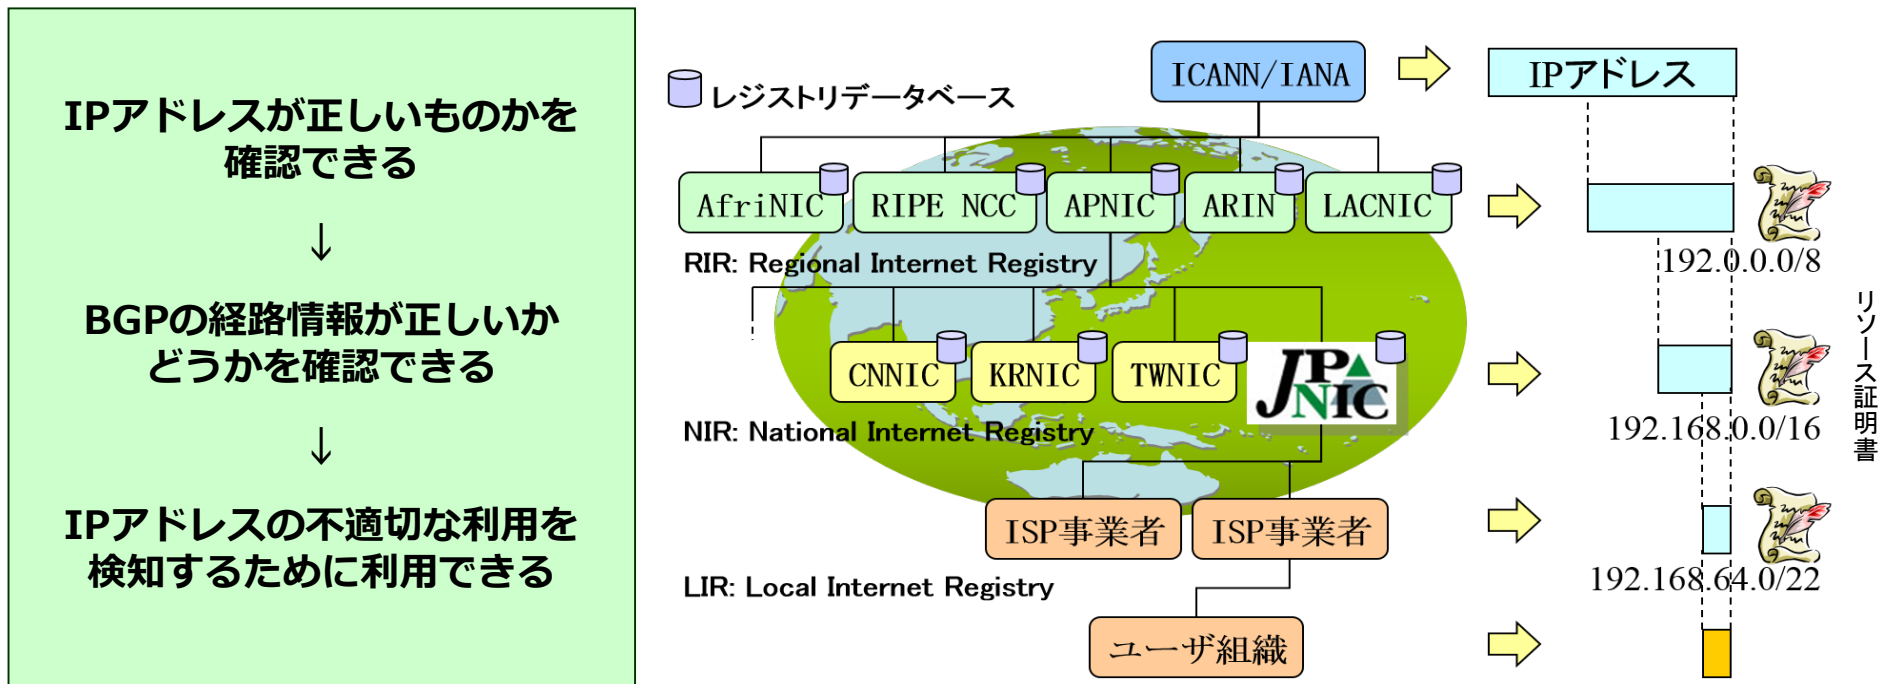 IPアドレスが正しいものかを
確認できる
↓
BGPの経路情報が正しいか
どうかを確認できる
↓
IPアドレスの不適切な利用を
検知するために利用できる
レジストリデータベース
ICANN/IANA
IPアドレス
AfriNIC
RIPE NCC
APNIC
ARIN
LACNIC
RIR: Regional Internet Registry
192.0.0.0/8
CNNIC
KRNIC
TWNIC
JPNIC
NIR: National Internet Registry
192.168.0.0/16
リソース証明書
ISP事業者
ISP事業者
LIR: Local Internet Registry
192.168.64.0/22
ユーザ組織